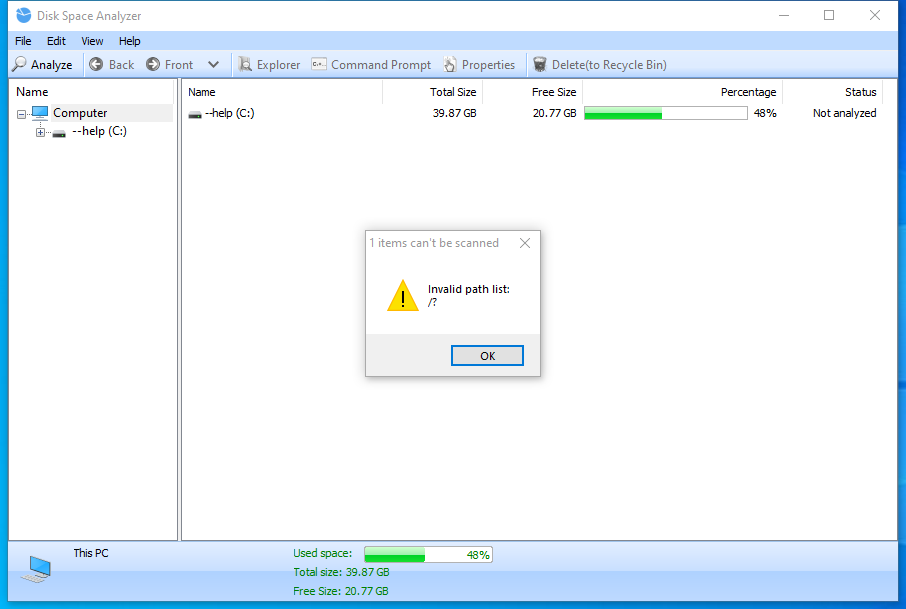 Disk Space Analyzer
File Edit View Help
Analyze Back Front Explorer C:\. Command Prompt Properties Delete(to Recycle Bin)
Name
Computer
--help (C:)
Name Total Size Free Size Percentage Status
--help (C:) 39.87 GB 20.77 GB 48% Not analyzed
1 items can't be scanned
Invalid path list:
/?
OK
This PC
Used space: 48%
Total size: 39.87 GB
Free Size: 20.77 GB